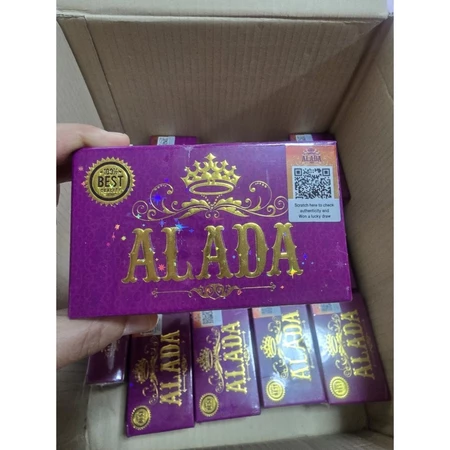 BEST
ALADA
ALADA
Scratch here to check
authenticity and
Win a lucky draw
ALADA
ALADA
ALADA
ALADA